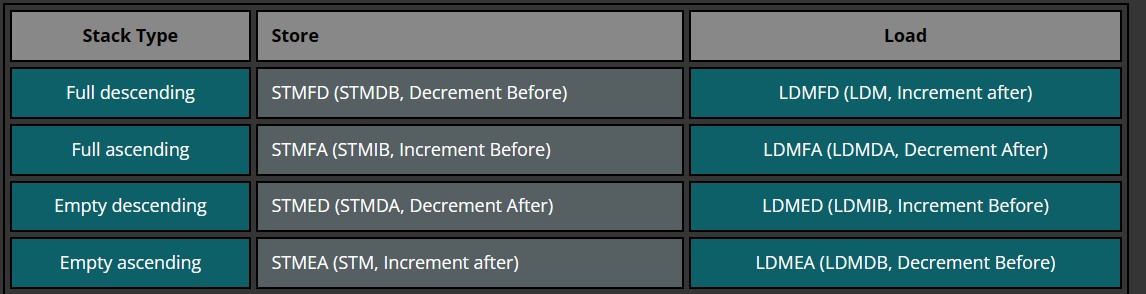 Stack Type Store Load
Full descending STMFD (STMDB, Decrement Before) LDMFD (LDM, Increment after)
Full ascending STMFA (STMIB, Increment Before) LDMFA (LDMDA, Decrement After)
Empty descending STMED (STMDA, Decrement After) LDMED (LDMIB, Increment Before)
Empty ascending STMEA (STM, Increment after) LDMEA (LDMDB, Decrement Before)